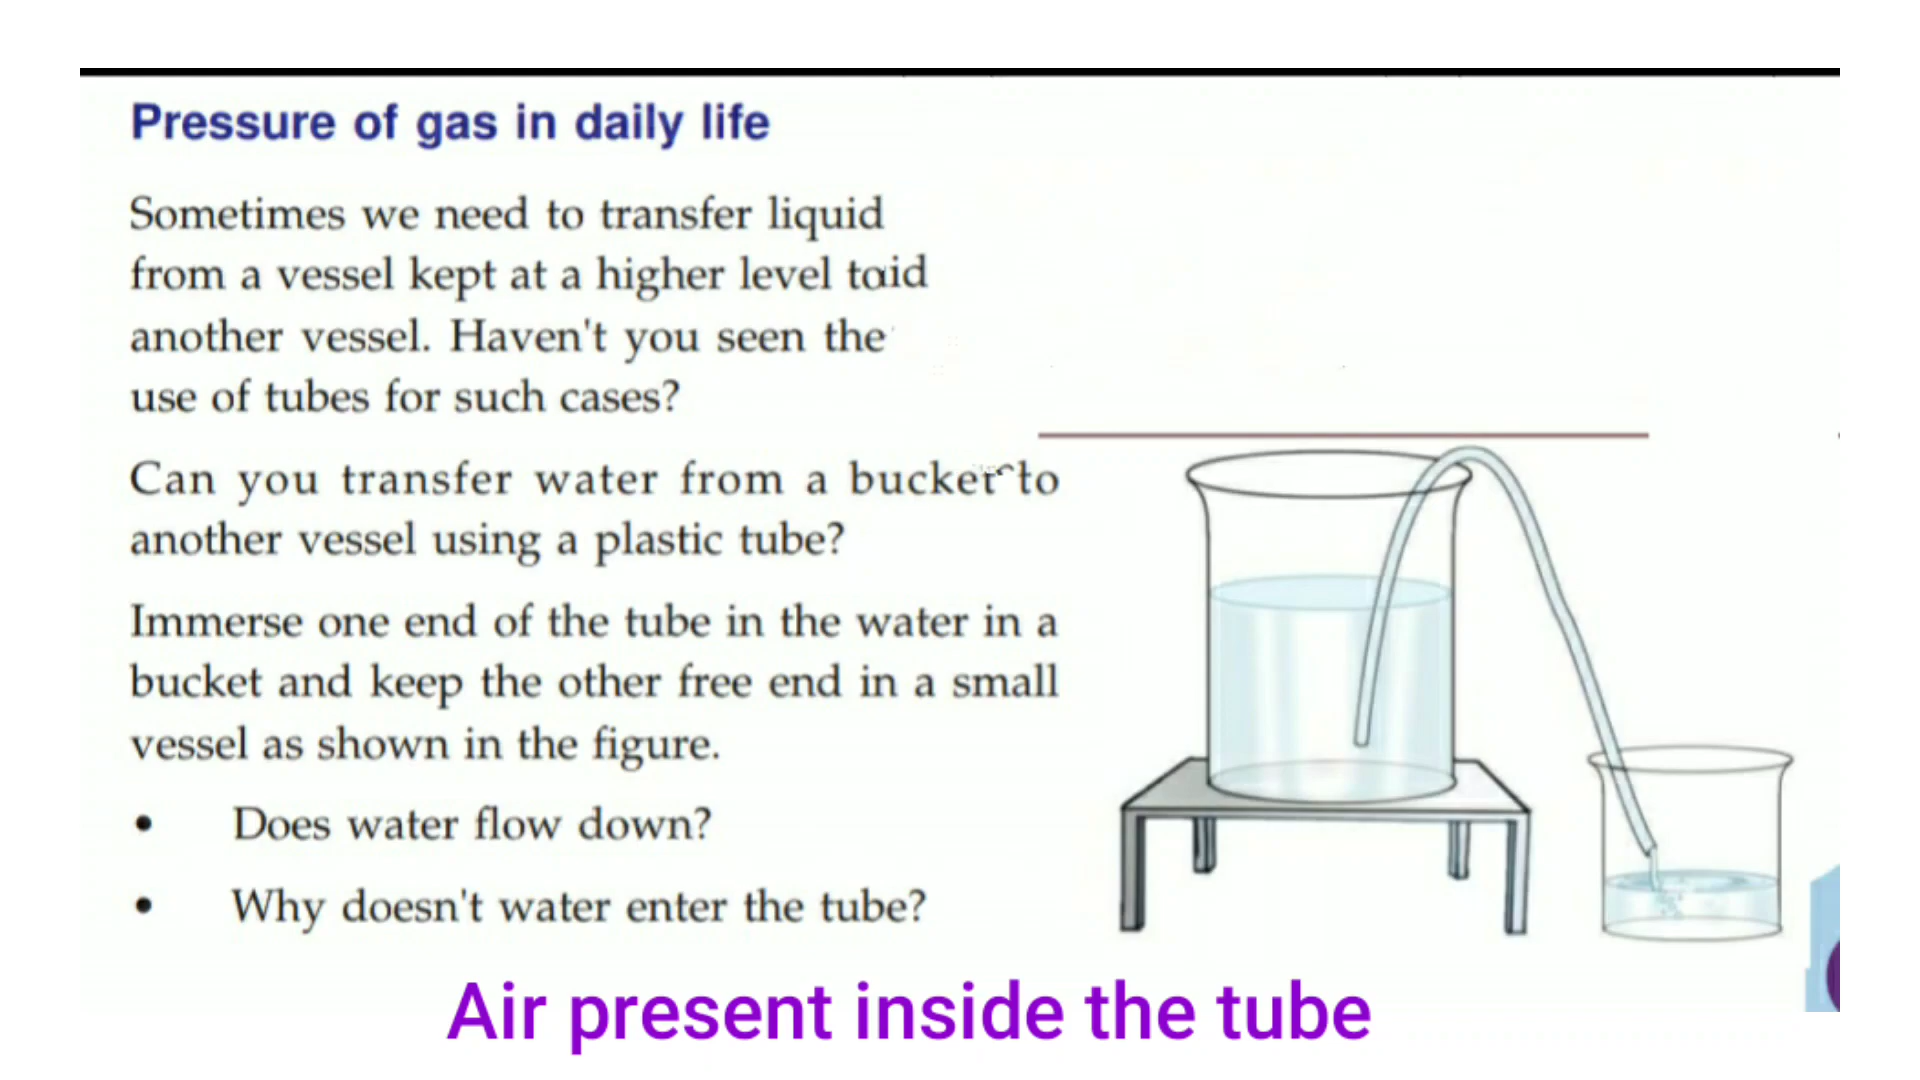 Pressure of gas in daily life
Sometimes we need to transfer liquid
from a vessel kept at a higher level toid
another vessel. Haven't you seen the
use of tubes for such cases?
Can you transfer water from a bucket to
another vessel using a plastic tube?
Immerse one end of the tube in the water in a
bucket and keep the other free end in a small
vessel as shown in the figure.
• Does water flow down?
• Why doesn't water enter the tube?
Air present inside the tube